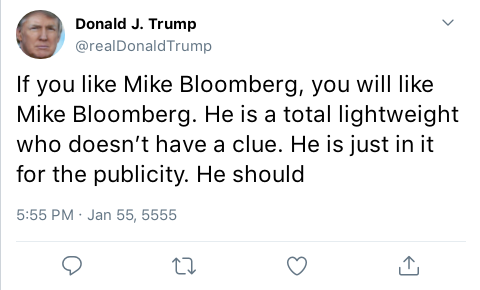 Donald J. Trump
@realDonaldTrump
If you like Mike Bloomberg, you will like
Mike Bloomberg. He is a total lightweight
who doesn’t have a clue. He is just in it
for the publicity. He should
5:55 PM · Jan 55, 5555